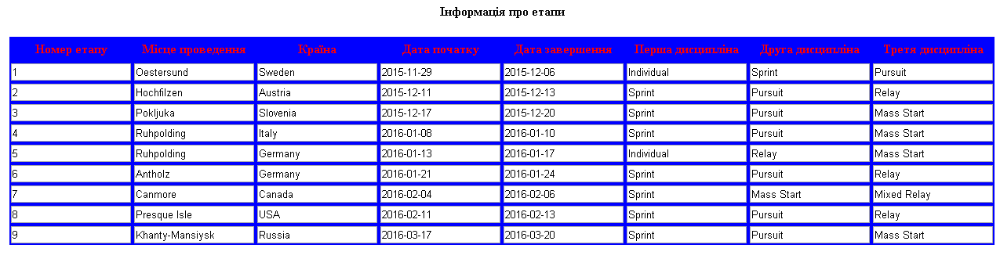 Інформація про етапи
Номер етапу Місце проведення Країна Дата початку Дата завершення Перша дисципліна Друга дисципліна Третя дисципліна
1 Oestersund Sweden 2015-11-29 2015-12-06 Individual Sprint Pursuit
2 Hochfilzen Austria 2015-12-11 2015-12-13 Sprint Pursuit Relay
3 Pokljuka Slovenia 2015-12-17 2015-12-20 Sprint Pursuit Mass Start
4 Ruhpolding Italy 2016-01-08 2016-01-10 Sprint Pursuit Mass Start
5 Ruhpolding Germany 2016-01-13 2016-01-17 Individual Relay Mass Start
6 Antholz Germany 2016-01-21 2016-01-24 Sprint Pursuit Relay
7 Canmore Canada 2016-02-04 2016-02-06 Sprint Mass Start Mixed Relay
8 Presque Isle USA 2016-02-11 2016-02-13 Sprint Pursuit Relay
9 Khanty-Mansiysk Russia 2016-03-17 2016-03-20 Sprint Pursuit Mass Start